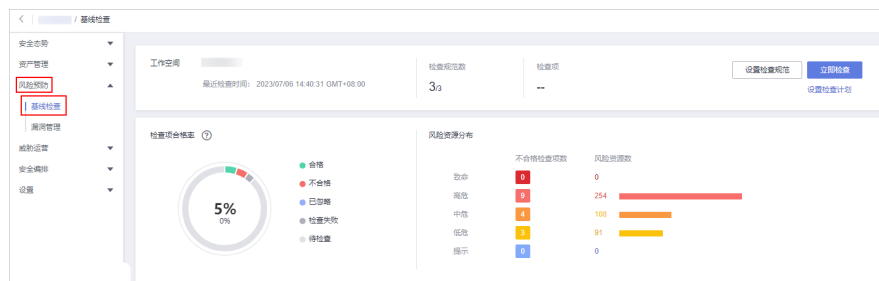 / 基线检查
安全态势
资产管理
风险预防
基线检查
漏洞管理
威胁运营
安全编排
设置
工作空间
最近检查时间： 2023/07/06 14:40:31 GMT+08:00
检查规范数
3/3
检查项
--
设置检查规范
立即检查
设置检查计划
检查项合格率
5%
0%
合格
不合格
已忽略
检查失败
待检查
风险资源分布
不合格检查项数 风险资源数
致命 0 0
高危 9 254
中危 4 108
低危 3 91
提示 0 0